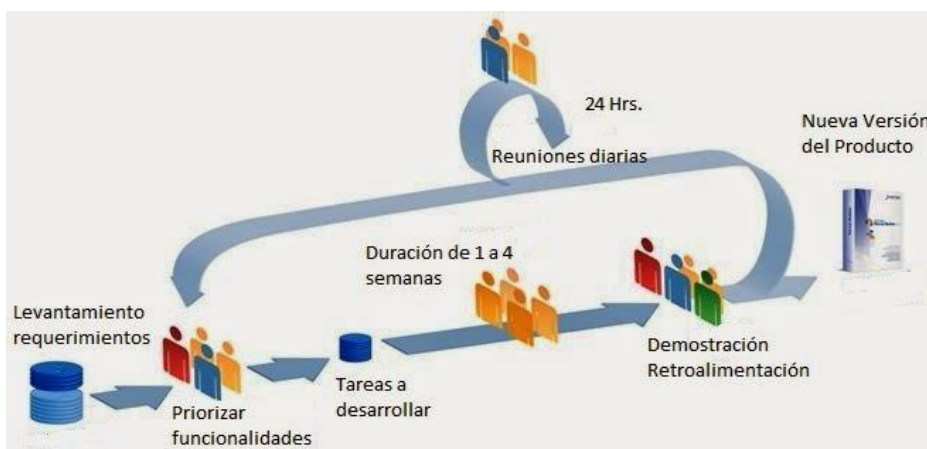 24 Hrs.
Reuniones diarias
Nueva Versión
del Producto
Duración de 1 a 4
semanas
Levantamiento
requerimientos
Priorizar
funcionalidades
Tareas a
desarrollar
Demostración
Retroalimentación